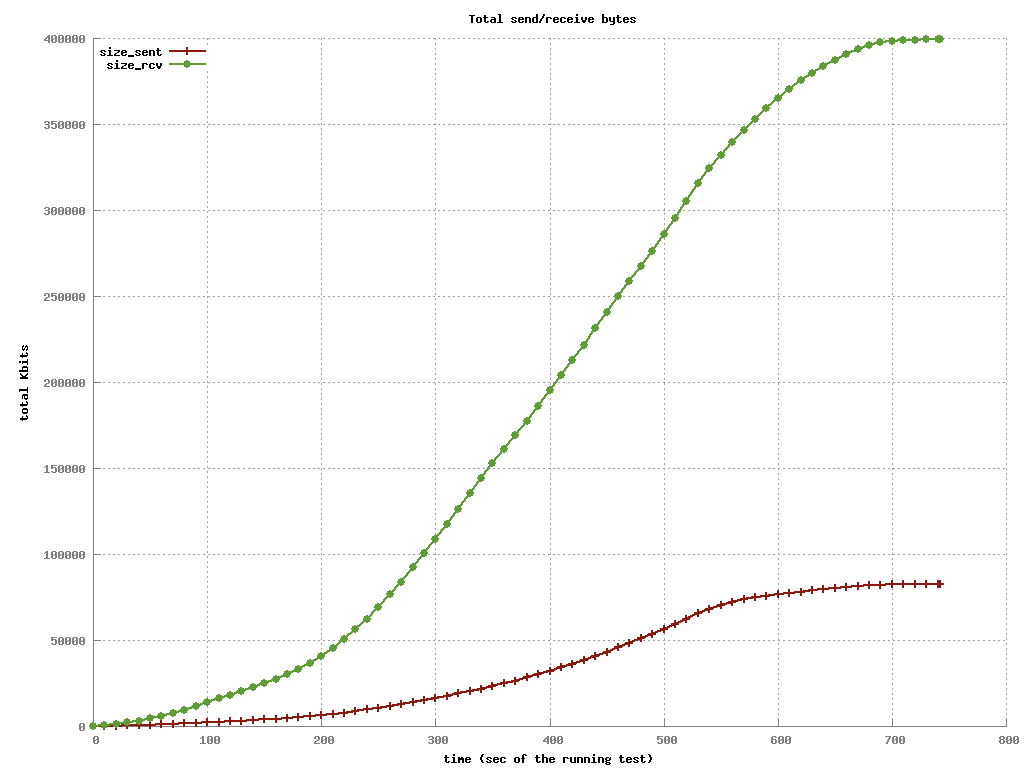 Total send/receive bytes
size_sent
size_rcv
400000
350000
300000
250000
200000
150000
100000
50000
0
total Kbits
0 100 200 300 400 500 600 700 800
time (sec of the running test)